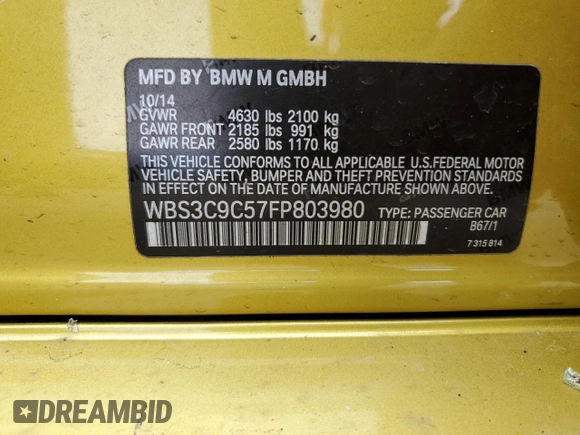 MFD BY BMW M GMBH
10/14
GVWR 4630 lbs 2100 kg
GAWR FRONT 2185 lbs 991 kg
GAWR REAR 2580 lbs 1170 kg
THIS VEHICLE CONFORMS TO ALL APPLICABLE U.S.FEDERAL MOTOR
VEHICLE SAFETY, BUMPER AND THEFT PREVENTION STANDARDS
IN EFFECT ON THE DATE OF MANUFACTURE SHOWN ABOVE.
WBS3C9C57FP803980 TYPE: PASSENGER CAR
B67/1
7 315 814
DREAMBID